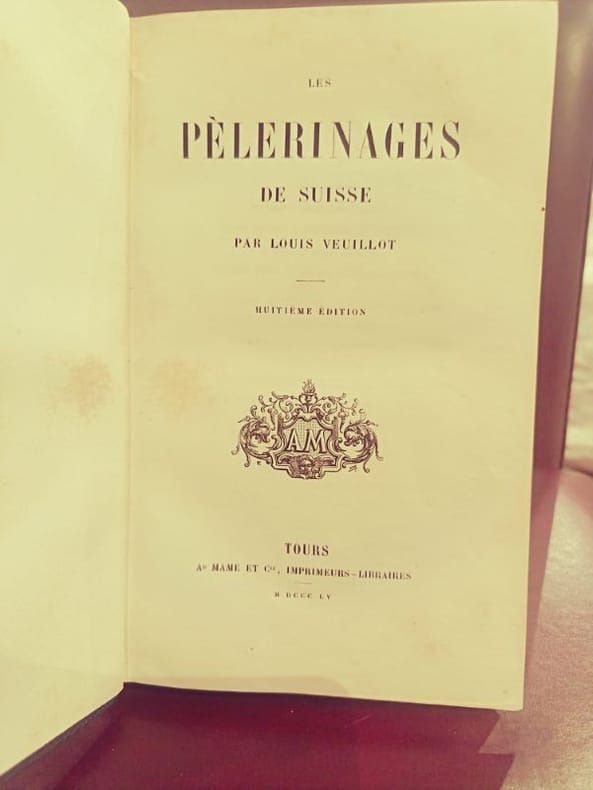 LES
PÈLERINAGES
DE SUISSE
PAR LOUIS VEUILLOT
HUITIÈME ÉDITION
AM
TOURS
Ad MAME ET Cie, IMPRIMEURS-LIBRAIRES
M DCCC LV